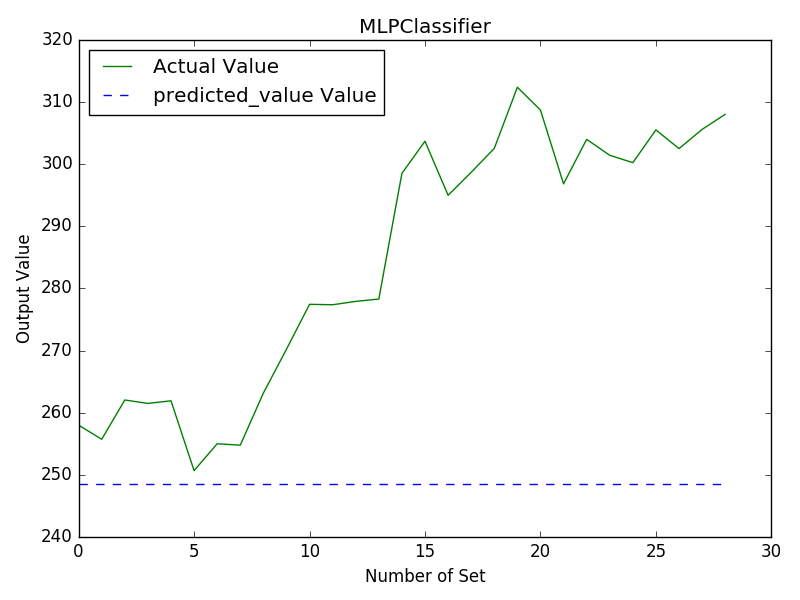 MLPClassifier
320
310
300
290
280
270
260
250
240
Output Value
Actual Value
predicted_value Value
0 5 10 15 20 25 30
Number of Set